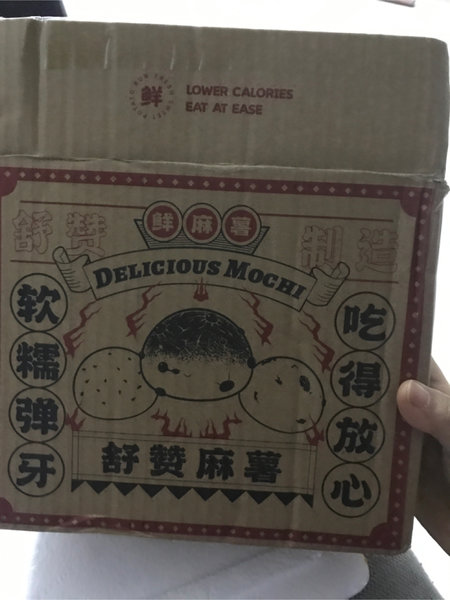 鲜
LOWER CALORIES
EAT AT EASE
舒赞
鲜麻薯
制造
DELICIOUS MOCHI
软糯弹牙
吃得放心
舒赞麻薯